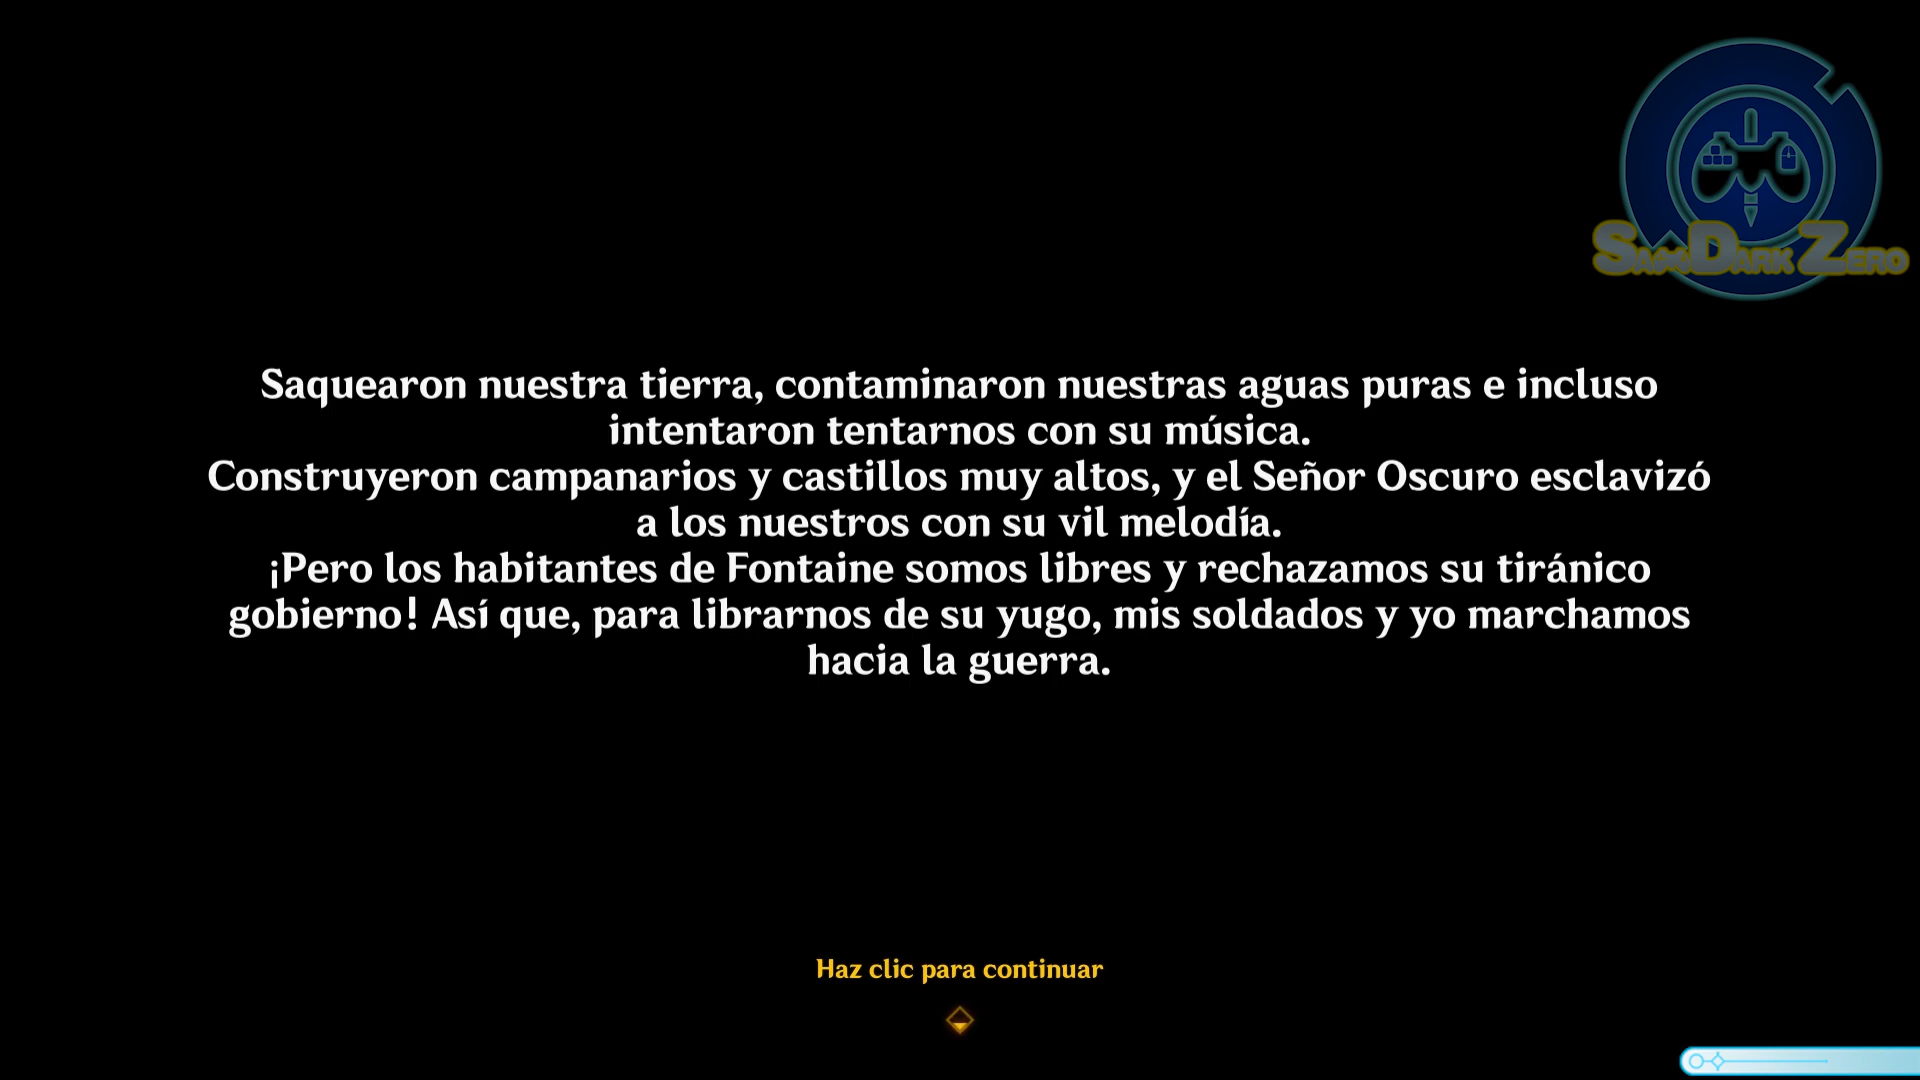 Sam Dark Zero
Saquearon nuestra tierra, contaminaron nuestras aguas puras e incluso
intentaron tentarnos con su música.
Construyeron campanarios y castillos muy altos, y el Señor Oscuro esclavizó
a los nuestros con su vil melodía.
¡Pero los habitantes de Fontaine somos libres y rechazamos su tiránico
gobierno! Así que, para librarnos de su yugo, mis soldados y yo marchamos
hacia la guerra.
Haz clic para continuar